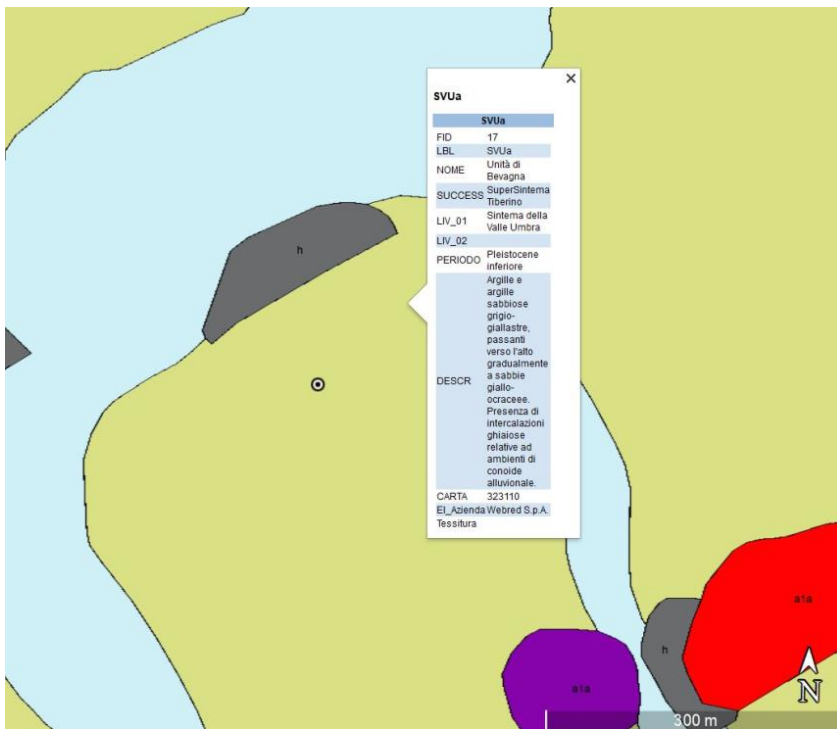 SVUa
SVUa
FID 17
LBL SVUa
NOME Unità di
Bevagna
SUCCESS SuperSintema
Tiberino
LIV_01 Sintema della
Valle Umbra
LIV_02
PERIODO Pleistocene
inferiore
DESCR Argille e
argille
sabbiose
grigio-
giallastre,
passanti
verso l'alto
gradualmente
a sabbie
giallo-
ocraceee.
Presenza di
intercalazioni
ghiaiose
relative ad
ambienti di
conoide
alluvionale.
CARTA 323110
El_Azienda Webred S.p.A.
Tessitura
h
a1a
h
a1a
N
300 m